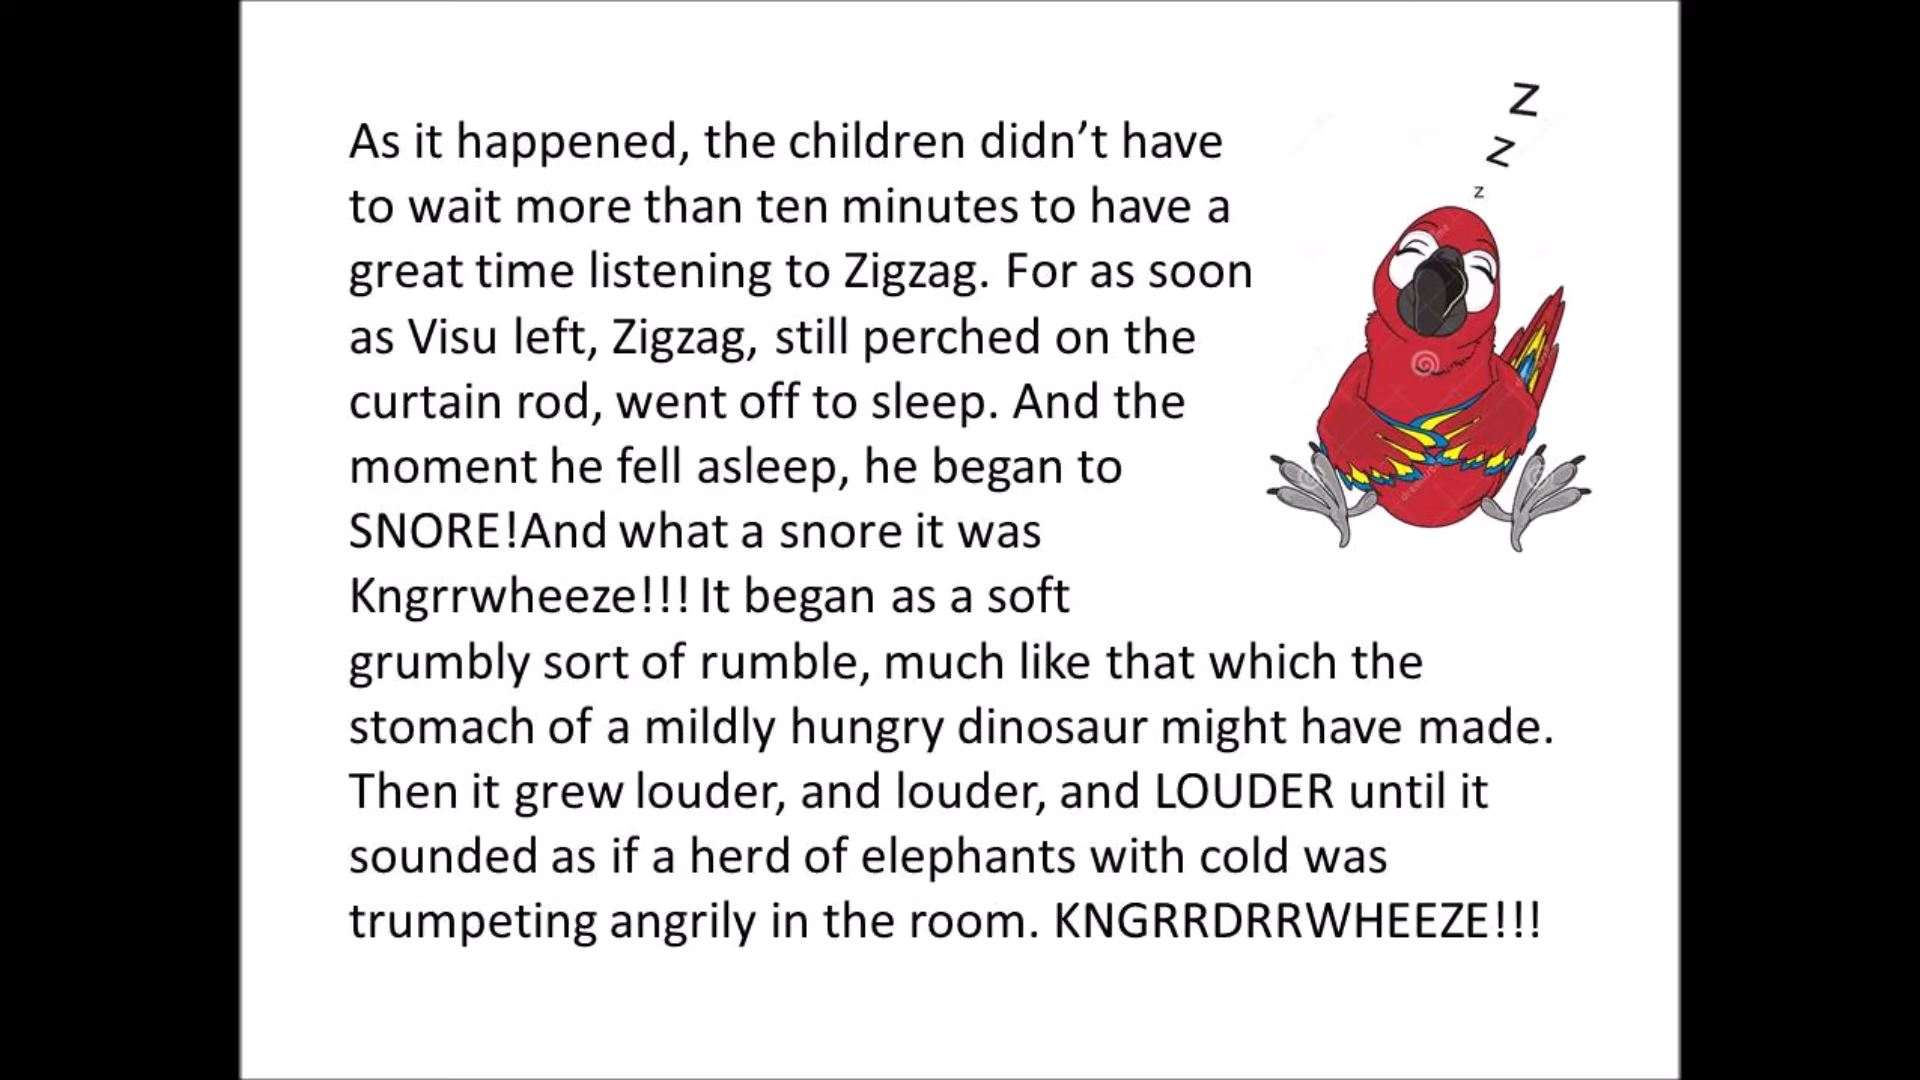 z
z
z
As it happened, the children didn’t have
to wait more than ten minutes to have a
great time listening to Zigzag. For as soon
as Visu left, Zigzag, still perched on the
curtain rod, went off to sleep. And the
moment he fell asleep, he began to
SNORE!And what a snore it was
Kngrrwheeze!!! It began as a soft
grumbly sort of rumble, much like that which the
stomach of a mildly hungry dinosaur might have made.
Then it grew louder, and louder, and LOUDER until it
sounded as if a herd of elephants with cold was
trumpeting angrily in the room. KNGRRDRRWHEEZE!!!